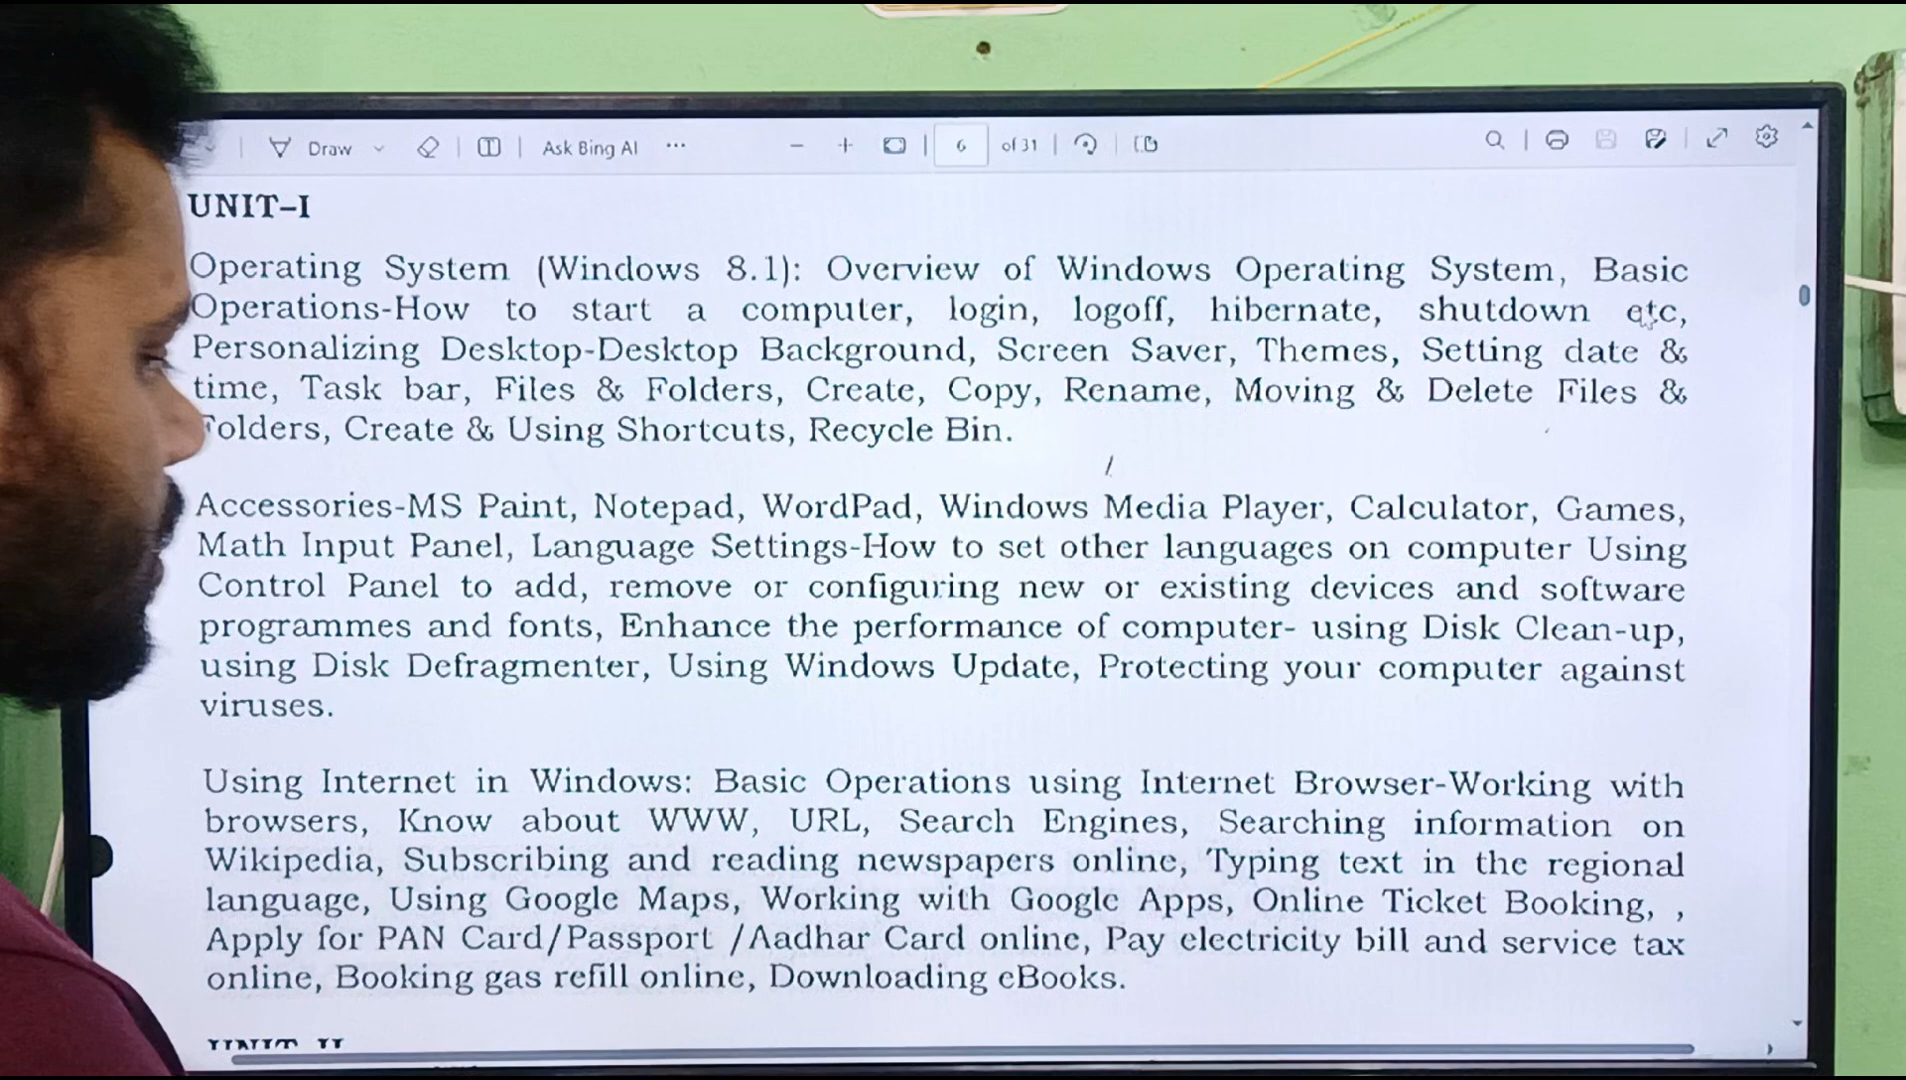 Draw
Ask Bing AI ... − + 6 of 31
UNIT–I
Operating System (Windows 8.1): Overview of Windows Operating System, Basic
Operations-How to start a computer, login, logoff, hibernate, shutdown etc,
Personalizing Desktop-Desktop Background, Screen Saver, Themes, Setting date &
time, Task bar, Files & Folders, Create, Copy, Rename, Moving & Delete Files &
Folders, Create & Using Shortcuts, Recycle Bin.
Accessories-MS Paint, Notepad, WordPad, Windows Media Player, Calculator, Games,
Math Input Panel, Language Settings-How to set other languages on computer Using
Control Panel to add, remove or configuring new or existing devices and software
programmes and fonts, Enhance the performance of computer- using Disk Clean-up,
using Disk Defragmenter, Using Windows Update, Protecting your computer against
viruses.
Using Internet in Windows: Basic Operations using Internet Browser-Working with
browsers, Know about WWW, URL, Search Engines, Searching information on
Wikipedia, Subscribing and reading newspapers online, Typing text in the regional
language, Using Google Maps, Working with Google Apps, Online Ticket Booking, ,
Apply for PAN Card/Passport /Aadhar Card online, Pay electricity bill and service tax
online, Booking gas refill online, Downloading eBooks.
UNIT II